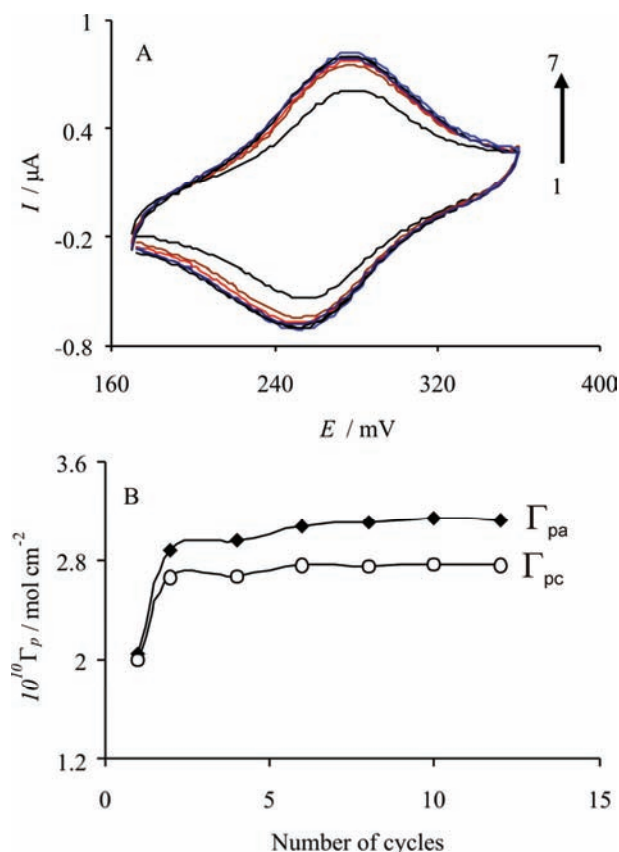 1
A
7
0.4
I / µA
-0.2
1
-0.8
160
240
320
400
E / mV
3.6
B
Γpa
2.8
Γpc
10¹⁰Γp / mol cm⁻²
2
1.2
0
5
10
15
Number of cycles